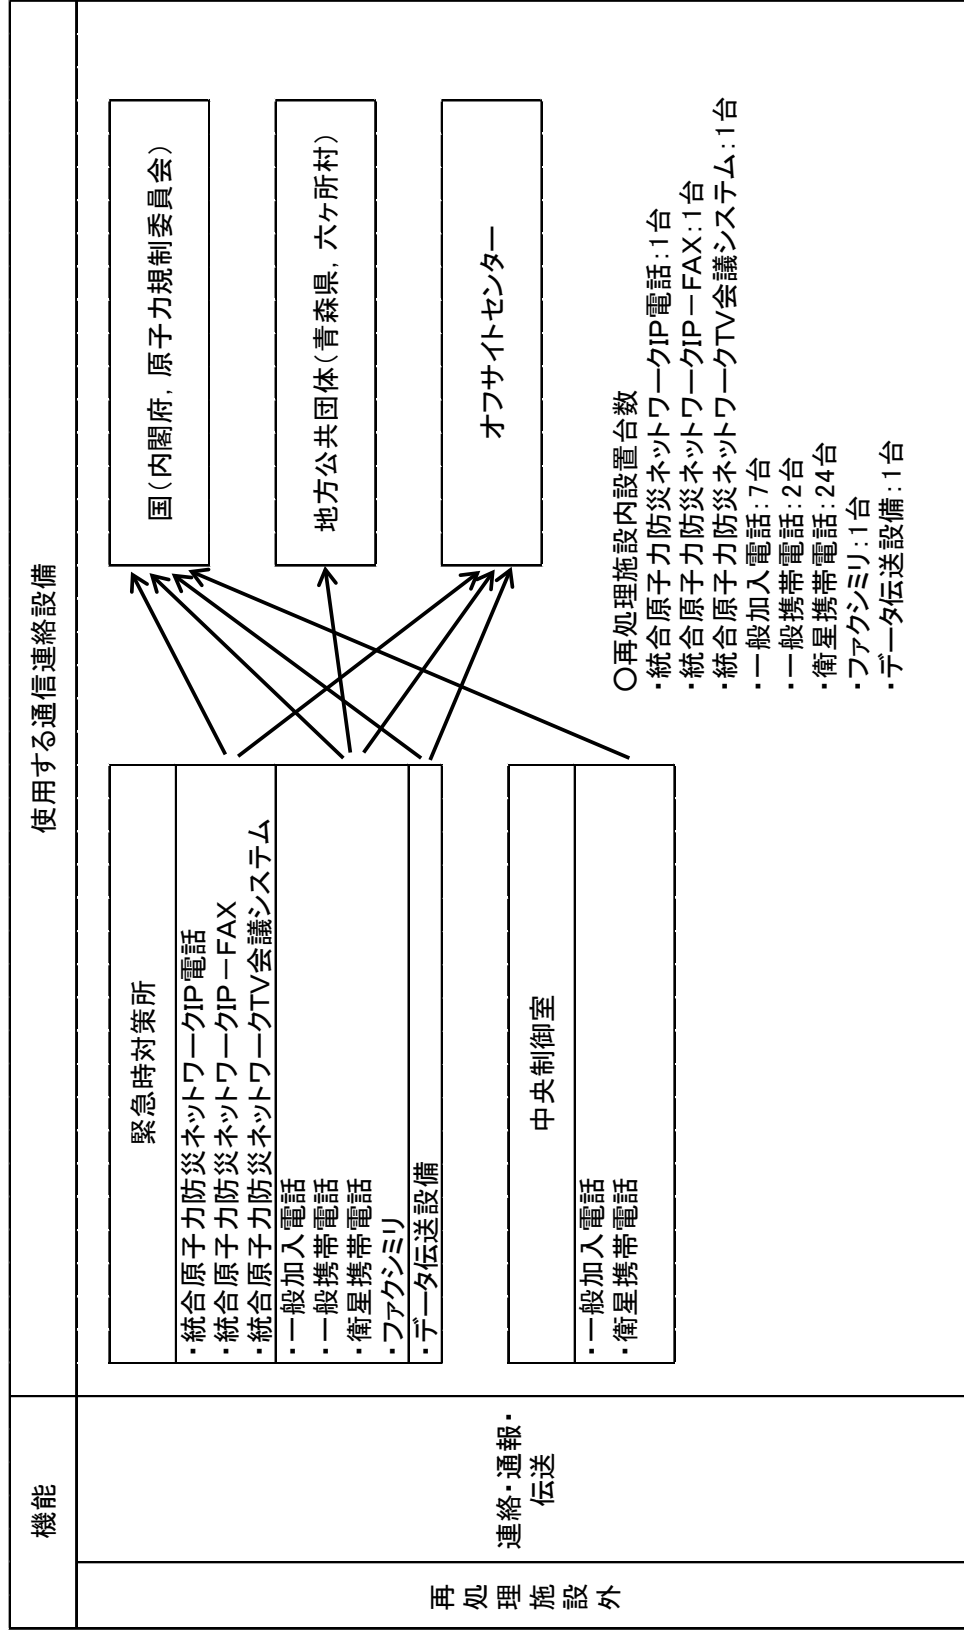 機能
使用する通信連絡設備
再処理施設外
連絡・通報・
伝送
緊急時対策所
・統合原子力防災ネットワークIP電話
・統合原子力防災ネットワークIP－FAX
・統合原子力防災ネットワークTV会議システム
・一般加入電話
・一般携帯電話
・衛星携帯電話
・ファクシミリ
・データ伝送設備
中央制御室
・一般加入電話
・衛星携帯電話
国(内閣府, 原子力規制委員会)
地方公共団体(青森県, 六ヶ所村)
オフサイトセンター
○再処理施設内設置台数
・統合原子力防災ネットワークIP電話:1台
・統合原子力防災ネットワークIP－FAX:1台
・統合原子力防災ネットワークTV会議システム:1台
・一般加入電話:7台
・一般携帯電話:2台
・衛星携帯電話:24台
・ファクシミリ:1台
・データ伝送設備:1台